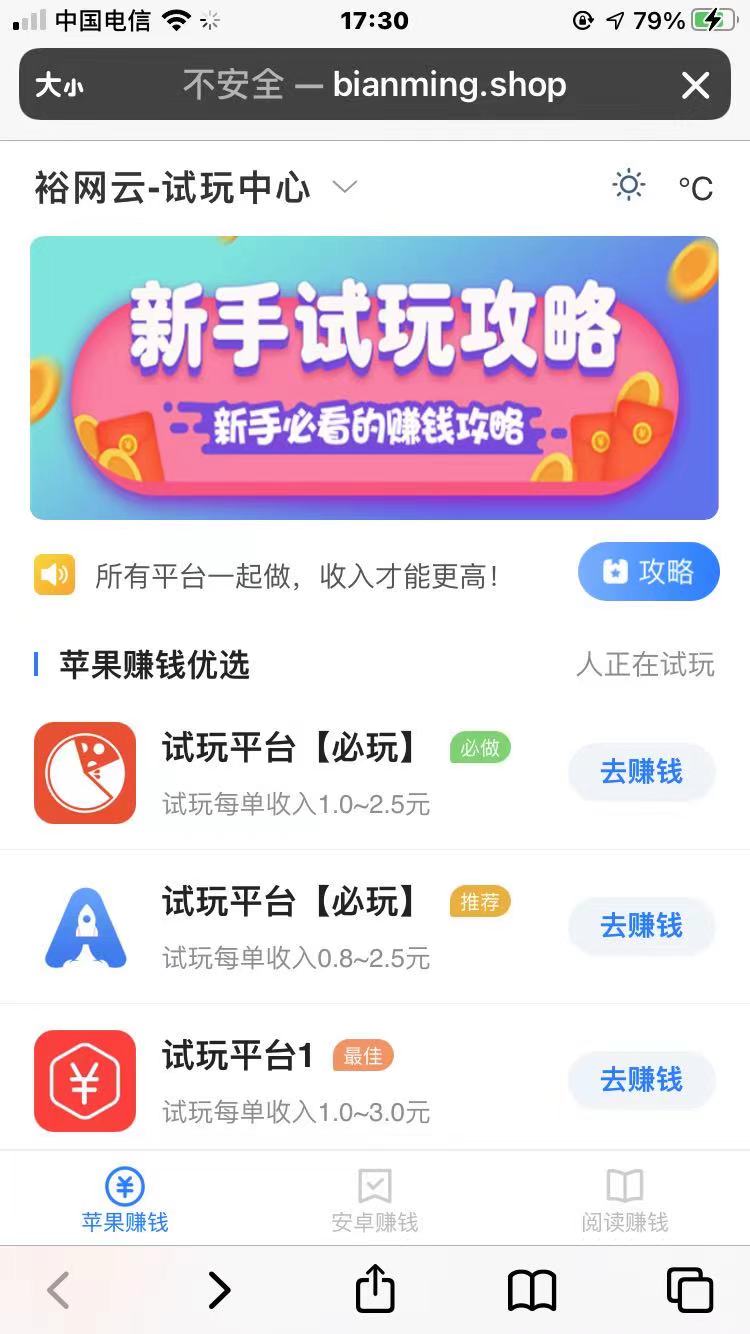 中国电信 17:30 79%
大小 不安全 — bianming.shop
裕网云-试玩中心 °C
新手试玩攻略
新手必看的赚钱攻略
所有平台一起做，收入才能更高！ 攻略
苹果赚钱优选 人正在试玩
试玩平台【必玩】 必做
试玩每单收入1.0~2.5元
去赚钱
试玩平台【必玩】 推荐
试玩每单收入0.8~2.5元
去赚钱
¥
试玩平台1 最佳
试玩每单收入1.0~3.0元
去赚钱
¥
苹果赚钱 安卓赚钱 阅读赚钱